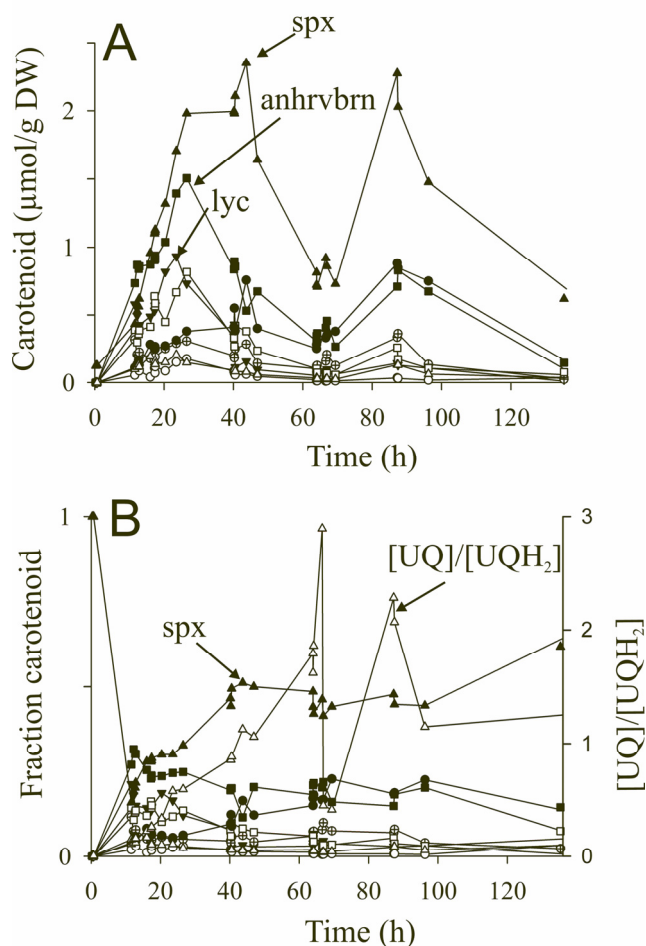 A
spx
anhrvbrn
lyc
Carotenoid (µmol/g DW)
2
1
0
0 20 40 60 80 100 120
Time (h)
B
[UQ]/[UQH₂]
spx
Fraction carotenoid
1
0
3
2
1
0
[UQ]/[UQH₂]
0 20 40 60 80 100 120
Time (h)